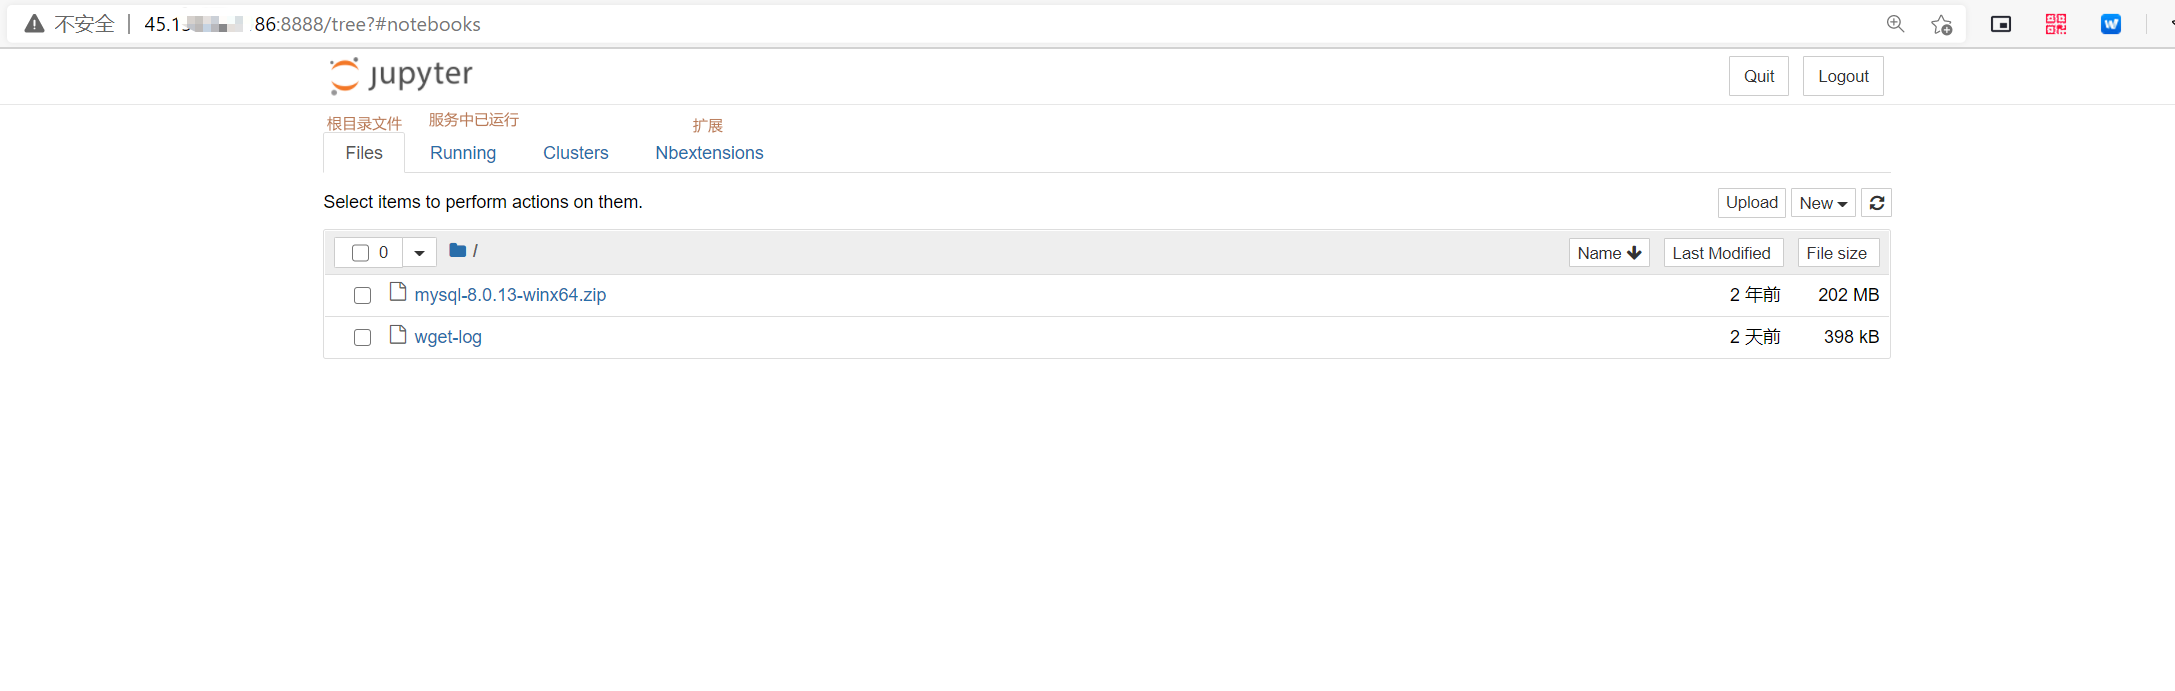 不安全 45.1 86:8888/tree?#notebooks
jupyter
Quit Logout
根目录文件 服务中已运行 扩展
Files Running Clusters Nbextensions
Select items to perform actions on them.
Upload New
0 / Name Last Modified File size
mysql-8.0.13-winx64.zip 2 年前 202 MB
wget-log 2 天前 398 kB